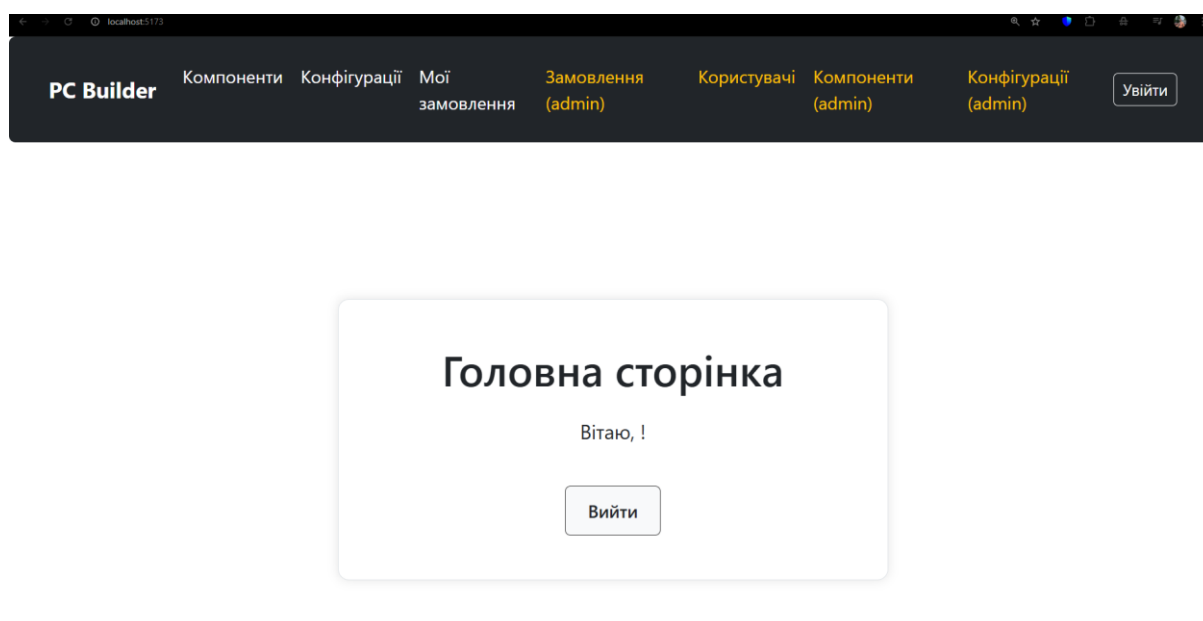 localhost:5173
PC Builder
Компоненти
Конфігурації
Мої
замовлення
Замовлення
(admin)
Користувачі
Компоненти
(admin)
Конфігурації
(admin)
Увійти
Головна сторінка
Вітаю, !
Вийти